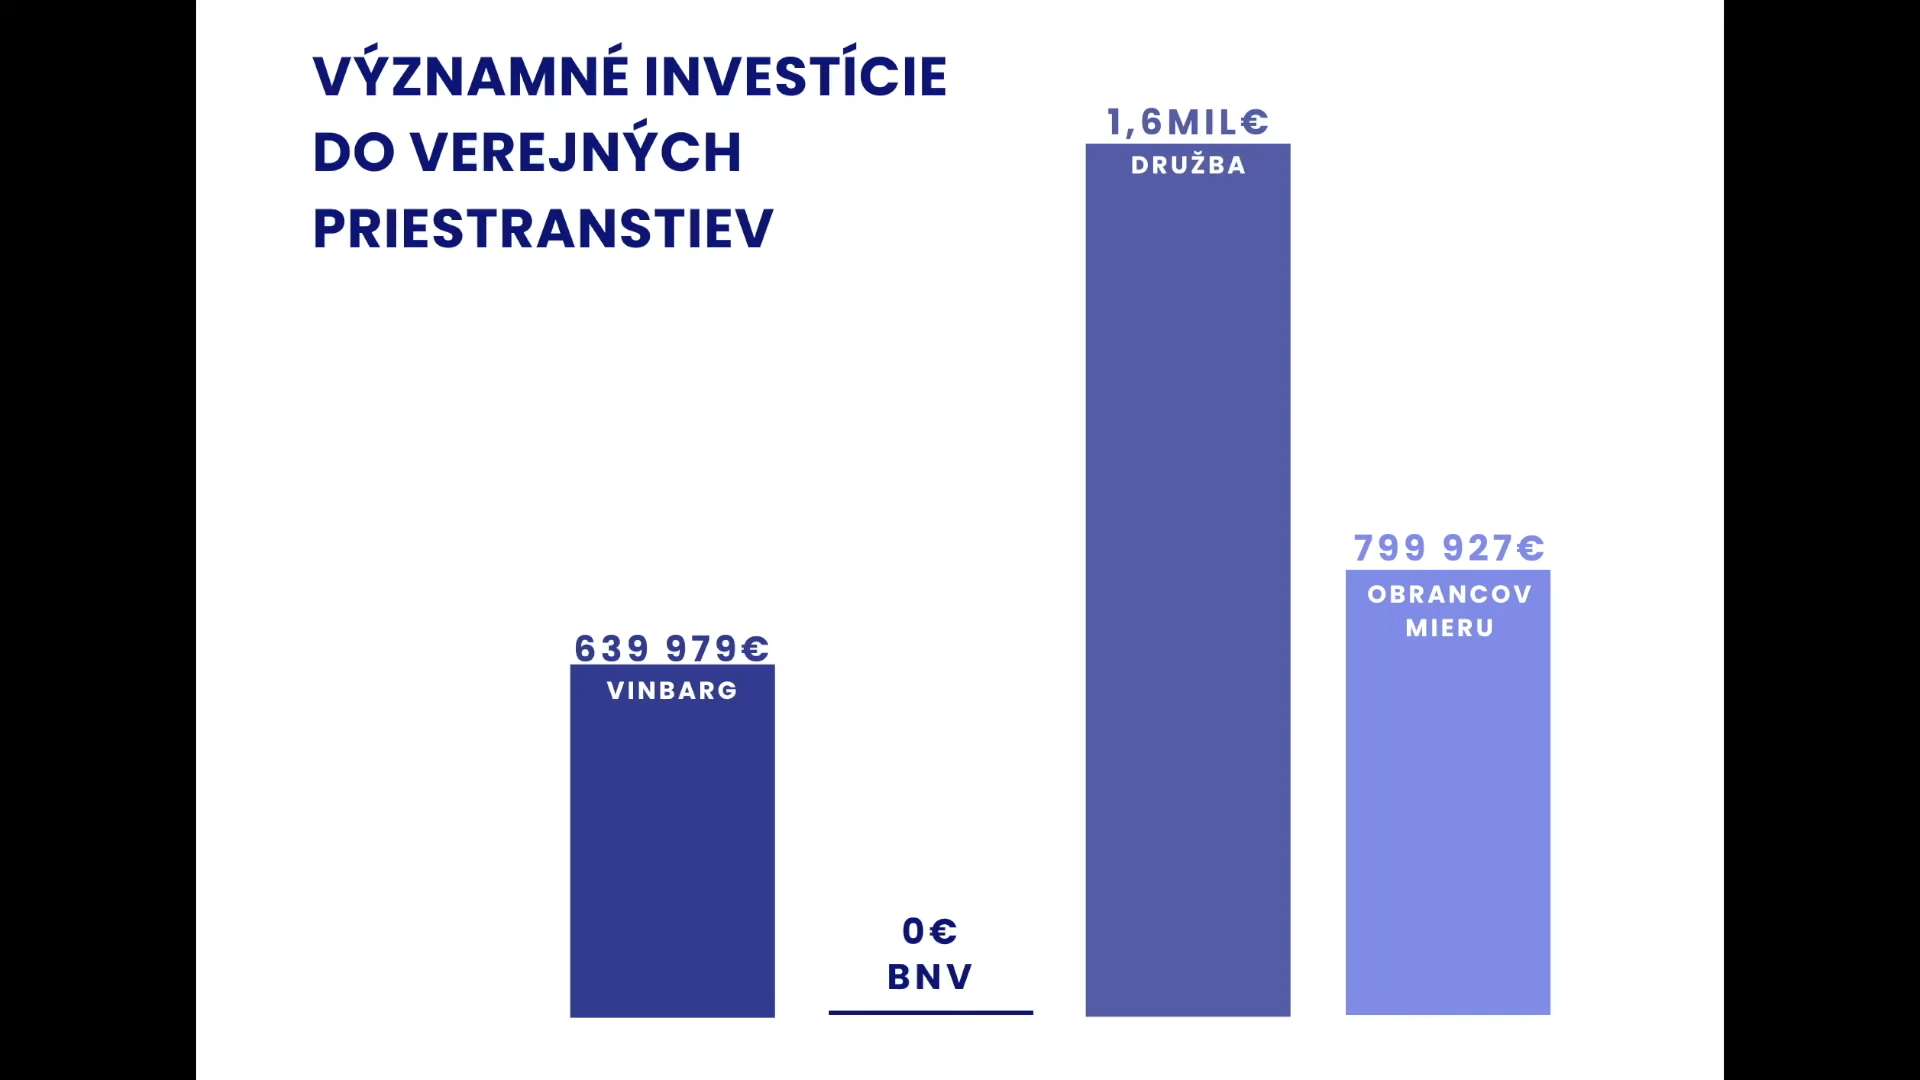 VÝZNAMNÉ INVESTÍCIE
DO VEREJNÝCH
PRIESTRANSTIEV
639 979€
VINBARG
0€
BNV
1,6MIL€
DRUŽBA
799 927€
OBRANCOV
MIERU